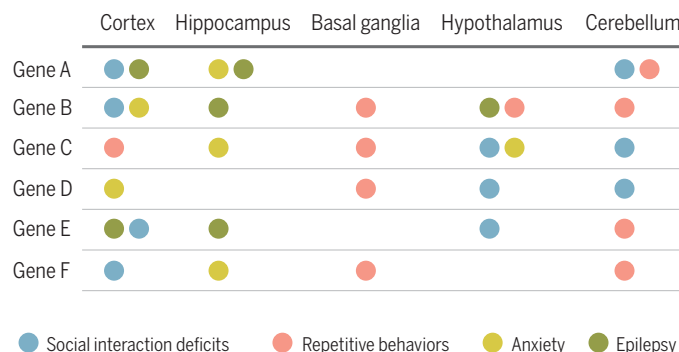 Cortex Hippocampus Basal ganglia Hypothalamus Cerebellum
Gene A
Gene B
Gene C
Gene D
Gene E
Gene F
Social interaction deficits Repetitive behaviors Anxiety Epilepsy